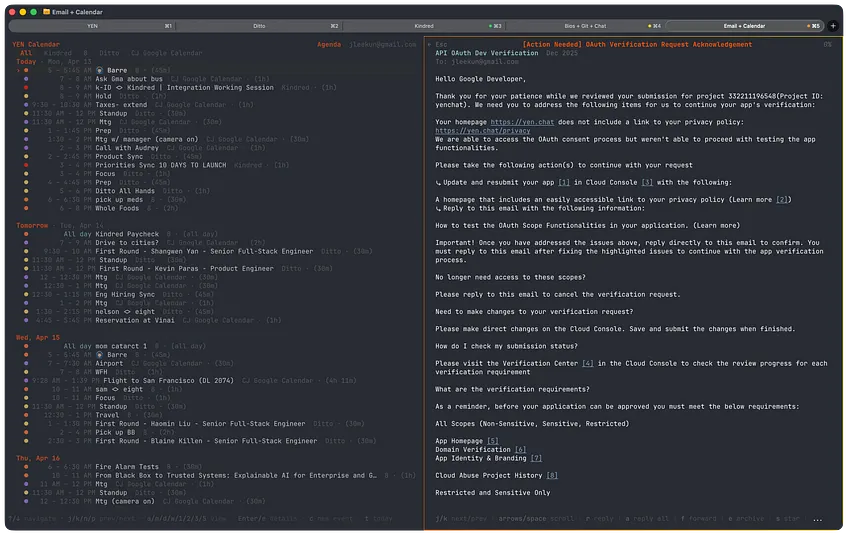 Email + Calendar
YEN ⌘1
Ditto ⌘2
Kindred ⌘3
Bios + Git + Chat ⌘4
Email + Calendar ⌘5
YEN Calendar
Agenda · jleekun@gmail.com
All Kindred B Ditto CJ Google Calendar
Today · Mon, Apr 13
5 - 5:45 AM Barre B · (45m)
7 - 8 AM Ask Gma about bus CJ Google Calendar · (1h)
8 - 9 AM k-ID <> Kindred | Integration Working Session Kindred · (1h)
8 - 9 AM Hold Ditto · (1h)
9:30 - 10:30 AM Taxes- extend CJ Google Calendar · (1h)
11:30 AM - 12 PM Standup Ditto · (30m)
11:30 AM - 12 PM Mtg CJ Google Calendar · (30m)
1 - 1:45 PM Prep Ditto · (45m)
1:30 - 2 PM Mtg w/ manager (camera on) CJ Google Calendar · (30m)
2 - 3 PM Call with Audrey CJ Google Calendar · (1h)
2 - 2:45 PM Product Sync Ditto · (45m)
3 - 4 PM Priorities Sync 10 DAYS TO LAUNCH Kindred · (1h)
3 - 4 PM Focus Ditto · (1h)
4 - 4:45 PM Prep Ditto · (45m)
5 - 6 PM Ditto All Hands Ditto · (1h)
6 - 6:30 PM pick up meds B · (30m)
6 - 8 PM Whole Foods B · (2h)
Tomorrow · Tue, Apr 14
All day Kindred Paycheck B · (all day)
7 - 9 AM Drive to cities? CJ Google Calendar · (2h)
9:30 - 10 AM First Round - Shangwen Yan - Senior Full-Stack Engineer Ditto · (30m)
11:30 AM - 12 PM Standup Ditto · (30m)
11:30 AM - 12 PM First Round - Kevin Paras - Product Engineer Ditto · (30m)
12 - 12:30 PM Mtg CJ Google Calendar · (30m)
12:30 - 1 PM Mtg CJ Google Calendar · (30m)
12:30 - 1:15 PM Eng Hiring Sync Ditto · (45m)
1 - 2 PM Mtg CJ Google Calendar · (1h)
1:30 - 2:15 PM nelson <> eight Ditto · (45m)
4:45 - 5:45 PM Reservation at Vinai CJ Google Calendar · (1h)
Wed, Apr 15
All day mom catarct 1 B · (all day)
5 - 5:45 AM Barre B · (45m)
7 - 7:30 AM Airport CJ Google Calendar · (30m)
7 - 8 AM WFH Ditto · (1h)
9:28 AM - 1:39 PM Flight to San Francisco (DL 2074) CJ Google Calendar · (4h 11m)
10 - 11 AM sam <> eight B · (1h)
10 - 11 AM Focus Ditto · (1h)
11:30 AM - 12 PM Standup Ditto · (30m)
12:30 - 1 PM Travel B · (30m)
1 - 1:30 PM First Round - Haomin Liu - Senior Full-Stack Engineer Ditto · (30m)
2 - 4 PM Pick up BB B · (2h)
2:30 - 3 PM First Round - Blaine Killen - Senior Full-Stack Engineer Ditto · (30m)
Thu, Apr 16
6 - 6:30 AM Fire Alarm Tests B · (30m)
10 - 11 AM From Black Box to Trusted Systems: Explainable AI for Enterprise and G… B · (1h)
11 AM - 12 PM Mtg CJ Google Calendar · (1h)
11:30 AM - 12 PM Standup Ditto · (30m)
12 - 12:30 PM Mtg (camera on) CJ Google Calendar · (30m)
Esc
[Action Needed] OAuth Verification Request Acknowledgement
0%
API OAuth Dev Verification Dec 2025
To: jleekun@gmail.com
Hello Google Developer,
Thank you for your patience while we reviewed your submission for project 332211196548(Project ID:
yenchat). We need you to address the following items for us to continue your app's verification:
Your homepage https://yen.chat does not include a link to your privacy policy:
https://yen.chat/privacy
We are able to access the OAuth consent process but weren't able to proceed with testing the app
functionalities.
Please take the following action(s) to continue with your request
↳ Update and resubmit your app [1] in Cloud Console [3] with the following:
A homepage that includes an easily accessible link to your privacy policy (Learn more [2])
↳ Reply to this email with the following information:
How to test the OAuth Scope Functionalities in your application. (Learn more)
Important! Once you have addressed the issues above, reply directly to this email to confirm. You
must reply to this email after fixing the highlighted issues to continue with the app verification
process.
No longer need access to these scopes?
Please reply to this email to cancel the verification request.
Need to make changes to your verification request?
Please make direct changes on the Cloud Console. Save and submit the changes when finished.
How do I check my submission status?
Please visit the Verification Center [4] in the Cloud Console to check the review progress for each
verification requirement
What are the verification requirements?
As a reminder, before your application can be approved you must meet the below requirements:
All Scopes (Non-Sensitive, Sensitive, Restricted)
App Homepage [5]
Domain Verification [6]
App Identity & Branding [7]
Cloud Abuse Project History [8]
Restricted and Sensitive Only
j/k next/prev · arrows/space scroll · r reply · a reply all · f forward · e archive · s star · ...